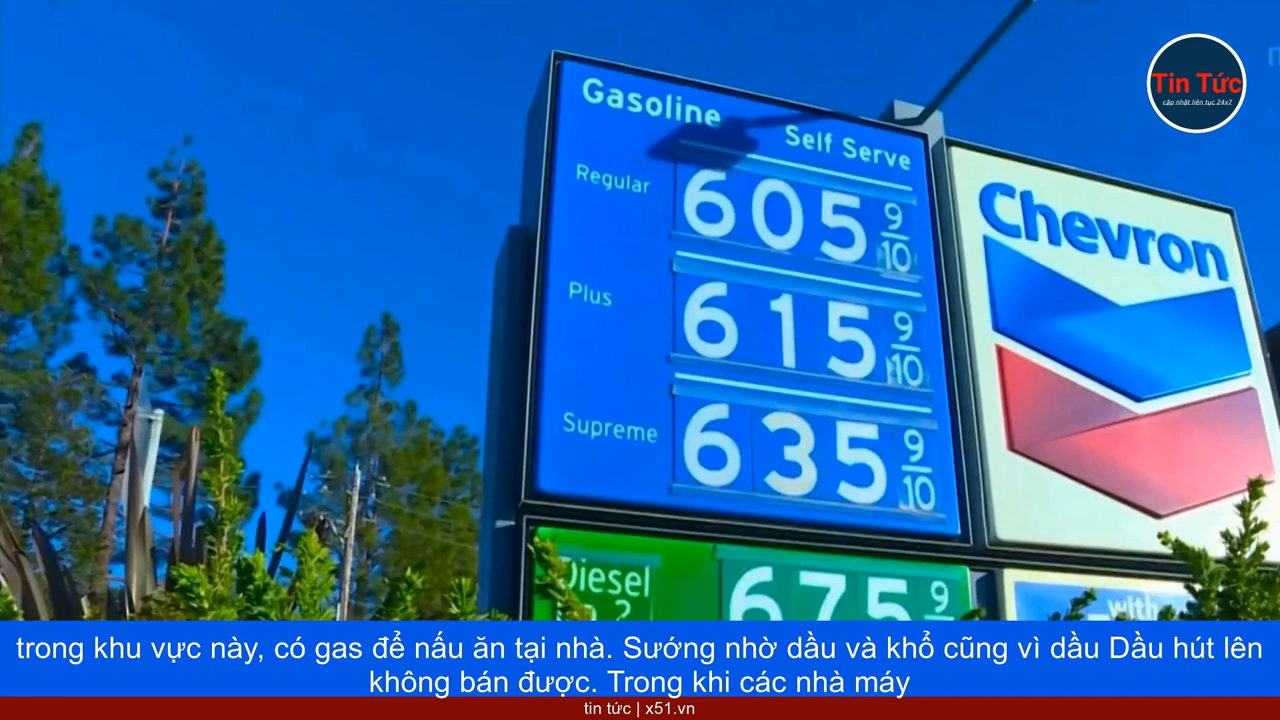 Tin Tức
cập nhật liên tục 24x7
Gasoline
Self Serve
Regular
605 9/10
Plus
615 9/10
Supreme
635 9/10
Chevron
Diesel
675 9
with
trong khu vực này, có gas để nấu ăn tại nhà. Sướng nhờ dầu và khổ cũng vì dầu Dầu hút lên
không bán được. Trong khi các nhà máy
tin tức | x51.vn